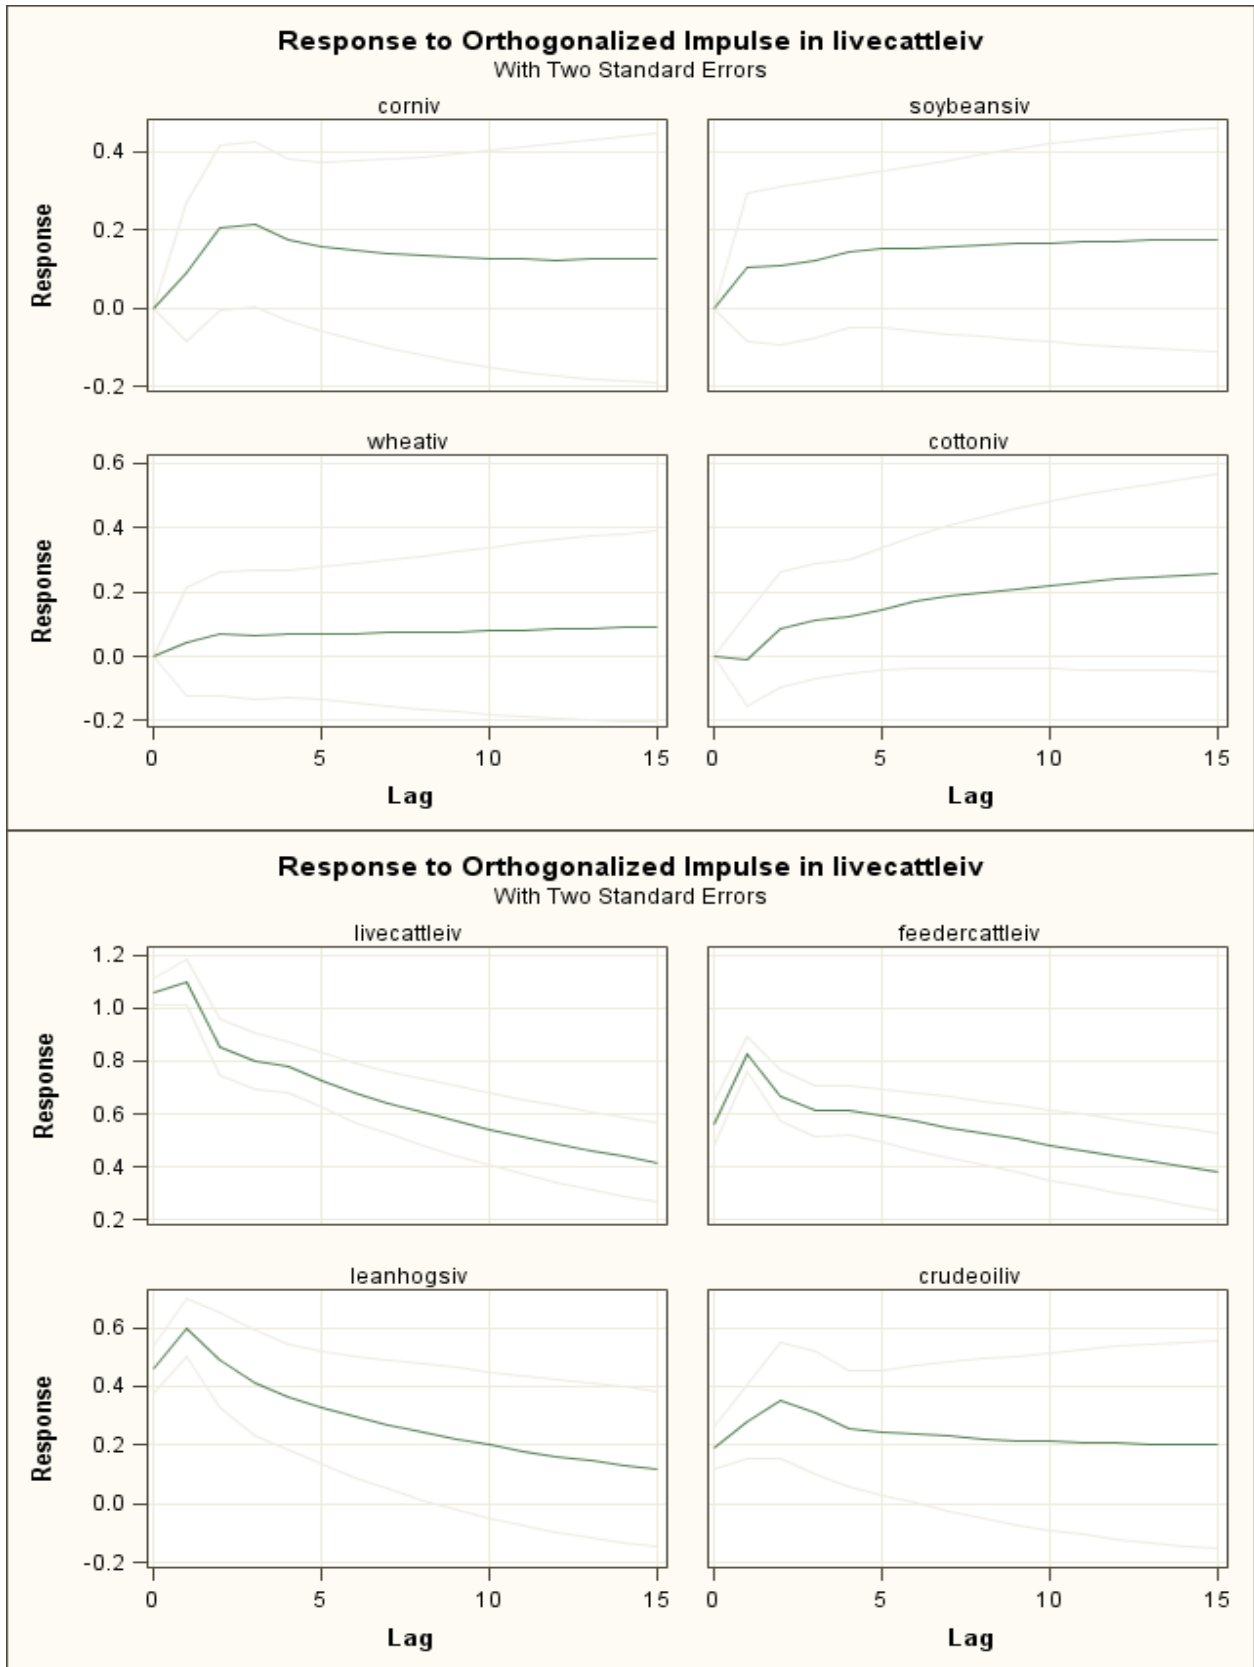 Response to Orthogonalized Impulse in livecattleiv
With Two Standard Errors
corniv
soybeansiv
Response
0.4
0.2
0.0
-0.2
wheativ
cottoniv
Response
0.6
0.4
0.2
0.0
-0.2
0 5 10 15
0 5 10 15
Lag
Lag
Response to Orthogonalized Impulse in livecattleiv
With Two Standard Errors
livecattleiv
feedercattleiv
Response
1.2
1.0
0.8
0.6
0.4
0.2
leanhogsiv
crudeoiliv
Response
0.6
0.4
0.2
0.0
-0.2
0 5 10 15
0 5 10 15
Lag
Lag